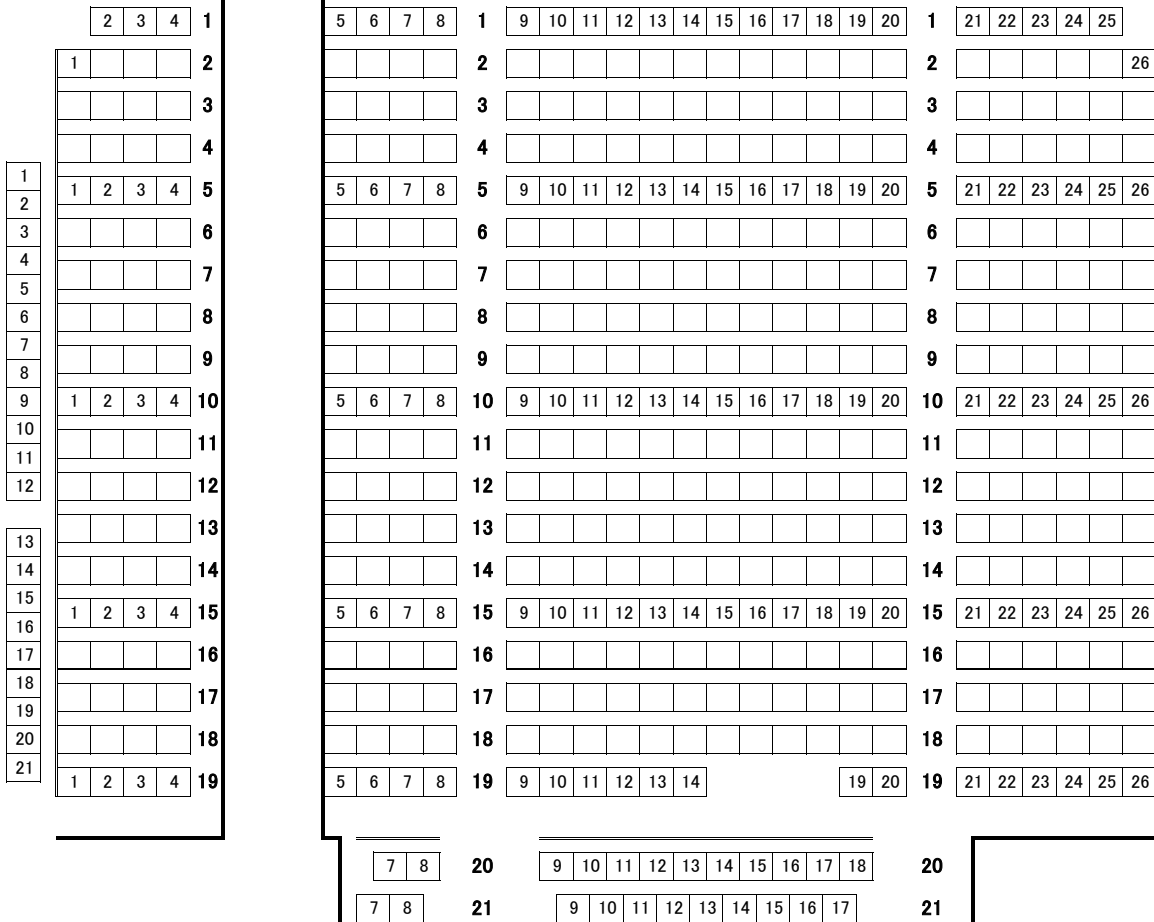 2 3 4 1 5 6 7 8 1 9 10 11 12 13 14 15 16 17 18 19 20 1 21 22 23 24 25
1 2 2 2 26
3 3 3
4 4 4
1
1 2 3 4 5 5 6 7 8 5 9 10 11 12 13 14 15 16 17 18 19 20 5 21 22 23 24 25 26
2
3 6 6 6
4
5 7 7 7
6 8 8 8
7
8 9 9 9
9 1 2 3 4 10 5 6 7 8 10 9 10 11 12 13 14 15 16 17 18 19 20 10 21 22 23 24 25 26
10
11 11 11 11
12 12 12 12
13 13 13 13
14 14 14 14
15
1 2 3 4 15 5 6 7 8 15 9 10 11 12 13 14 15 16 17 18 19 20 15 21 22 23 24 25 26
16
17 16 16 16
18
19 17 17 17
20 18 18 18
21
1 2 3 4 19 5 6 7 8 19 9 10 11 12 13 14 19 20 19 21 22 23 24 25 26
7 8 20 9 10 11 12 13 14 15 16 17 18 20
7 8 21 9 10 11 12 13 14 15 16 17 21